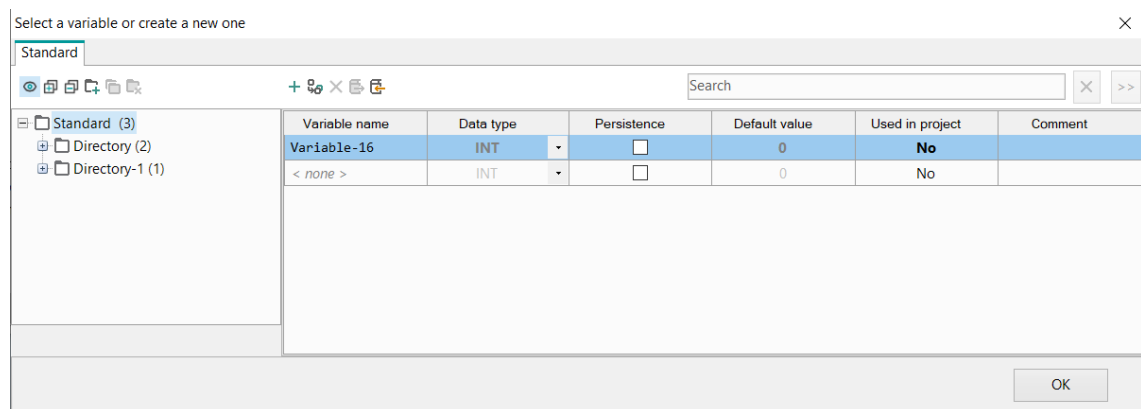 Select a variable or create a new one
Standard
Search
>>
Standard (3)
Directory (2)
Directory-1 (1)
Variable name Data type Persistence Default value Used in project Comment
Variable-16 INT 0 No
< none > INT 0 No
OK